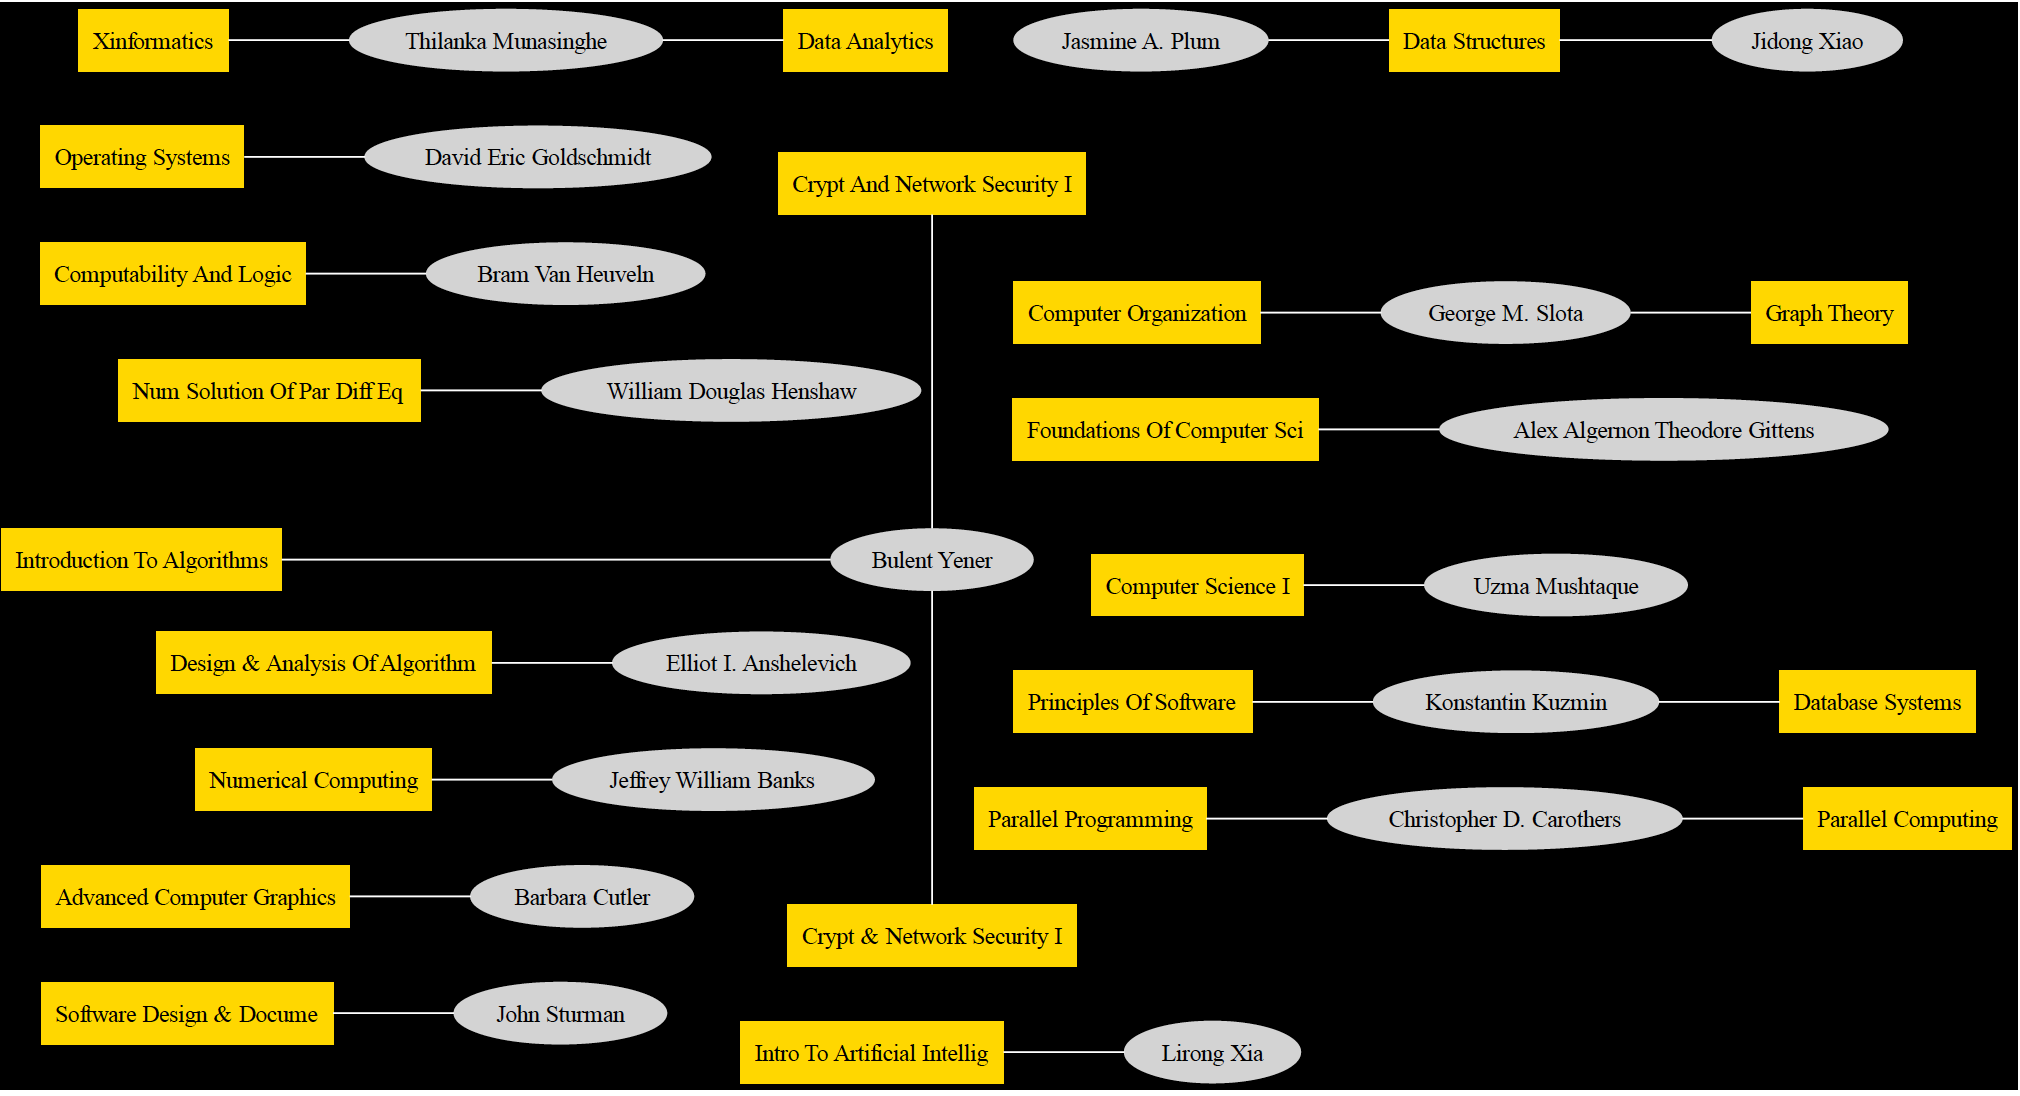 Xinformatics
Thilanka Munasinghe
Data Analytics
Jasmine A. Plum
Data Structures
Jidong Xiao
Operating Systems
David Eric Goldschmidt
Crypt And Network Security I
Computability And Logic
Bram Van Heuveln
Computer Organization
George M. Slota
Graph Theory
Num Solution Of Par Diff Eq
William Douglas Henshaw
Foundations Of Computer Sci
Alex Algernon Theodore Gittens
Introduction To Algorithms
Bulent Yener
Computer Science I
Uzma Mushtaque
Design & Analysis Of Algorithm
Elliot I. Anshelevich
Principles Of Software
Konstantin Kuzmin
Database Systems
Numerical Computing
Jeffrey William Banks
Parallel Programming
Christopher D. Carothers
Parallel Computing
Advanced Computer Graphics
Barbara Cutler
Crypt & Network Security I
Software Design & Docume
John Sturman
Intro To Artificial Intellig
Lirong Xia